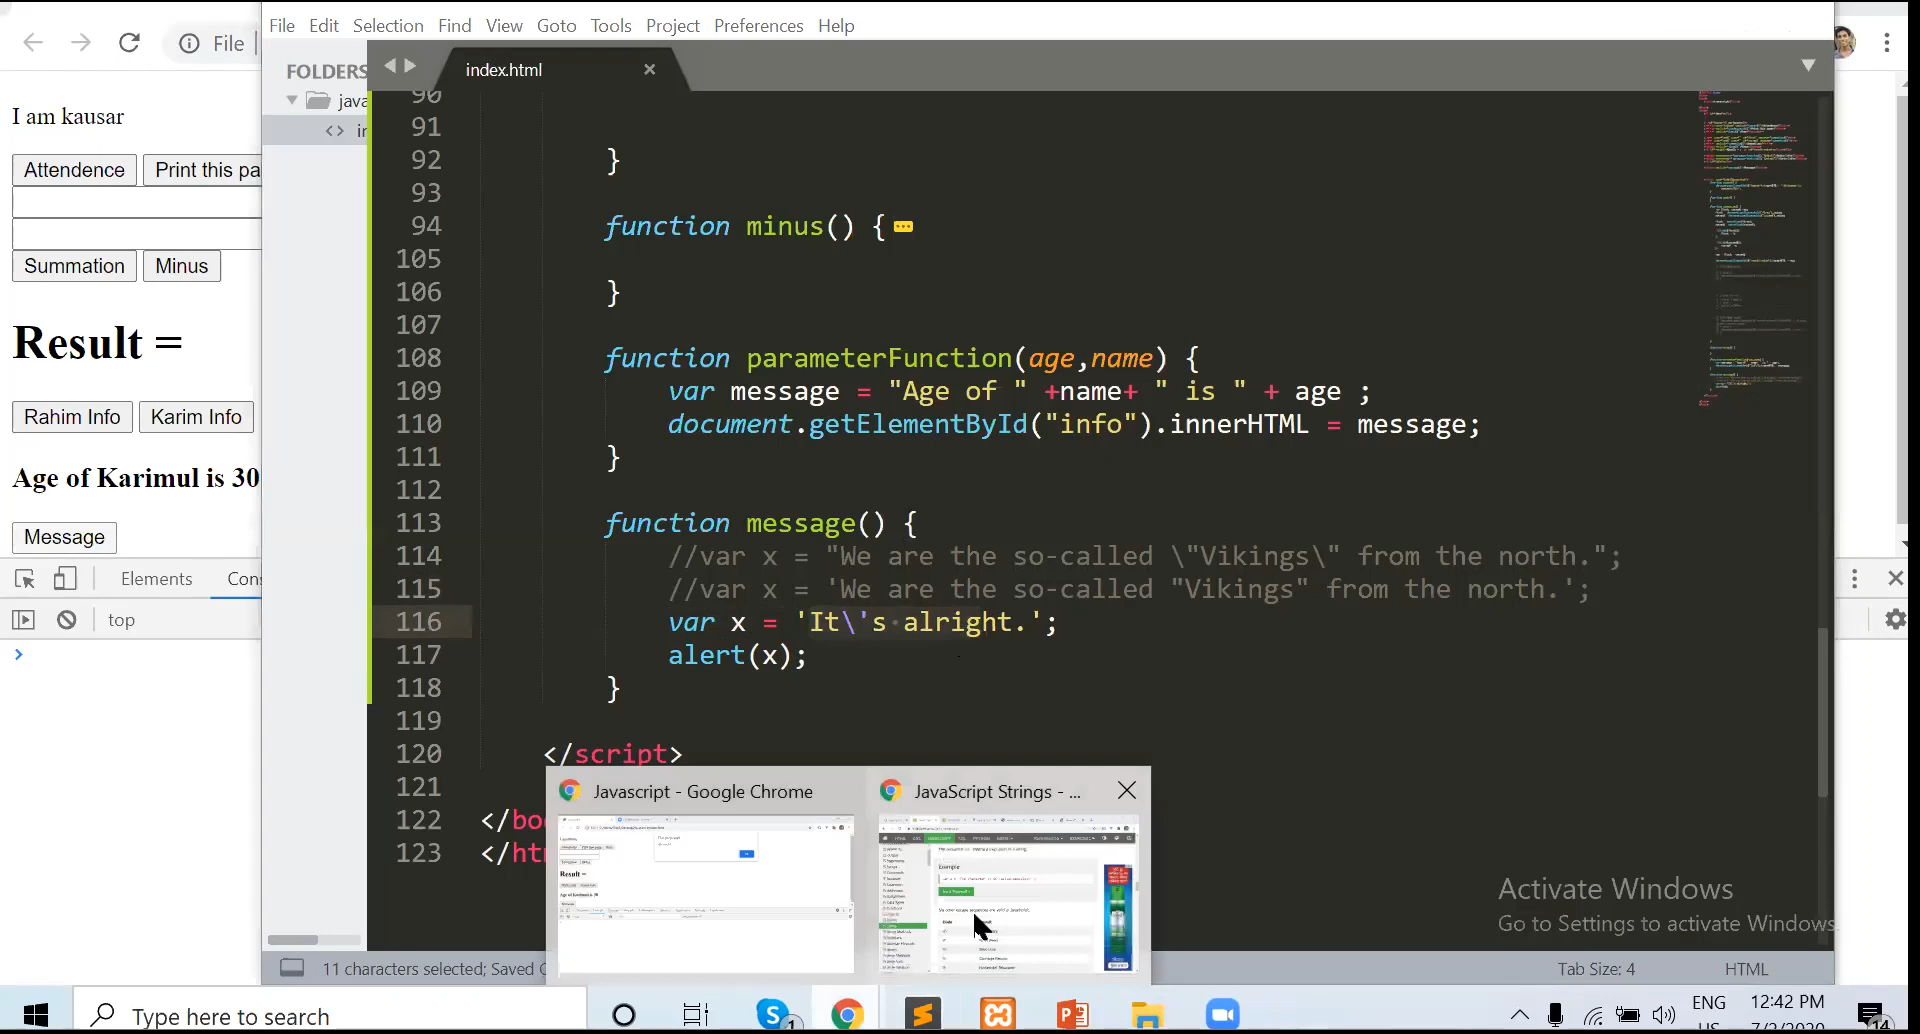 File Edit Selection Find View Goto Tools Project Preferences Help
File
FOLDERS
index.html
java
in
I am kausar
Attendence
Print this pa
Summation
Minus
Result =
Rahim Info
Karim Info
Age of Karimul is 30
Message
Elements
Con
top
90
91
92 }
93
94 function minus() {
105
106 }
107
108 function parameterFunction(age,name) {
109 var message = "Age of " +name+ " is " + age ;
110 document.getElementById("info").innerHTML = message;
111 }
112
113 function message() {
114 //var x = "We are the so-called \"Vikings\" from the north.";
115 //var x = 'We are the so-called "Vikings" from the north.';
116 var x = 'It\'s alright.';
117 alert(x);
118 }
119
120 </script>
121
122 </bo
123 </ht
Javascript - Google Chrome
JavaScript Strings - ...
Result =
Example
Activate Windows
Go to Settings to activate Windows.
11 characters selected; Saved
Tab Size: 4
HTML
Type here to search
ENG
12:42 PM